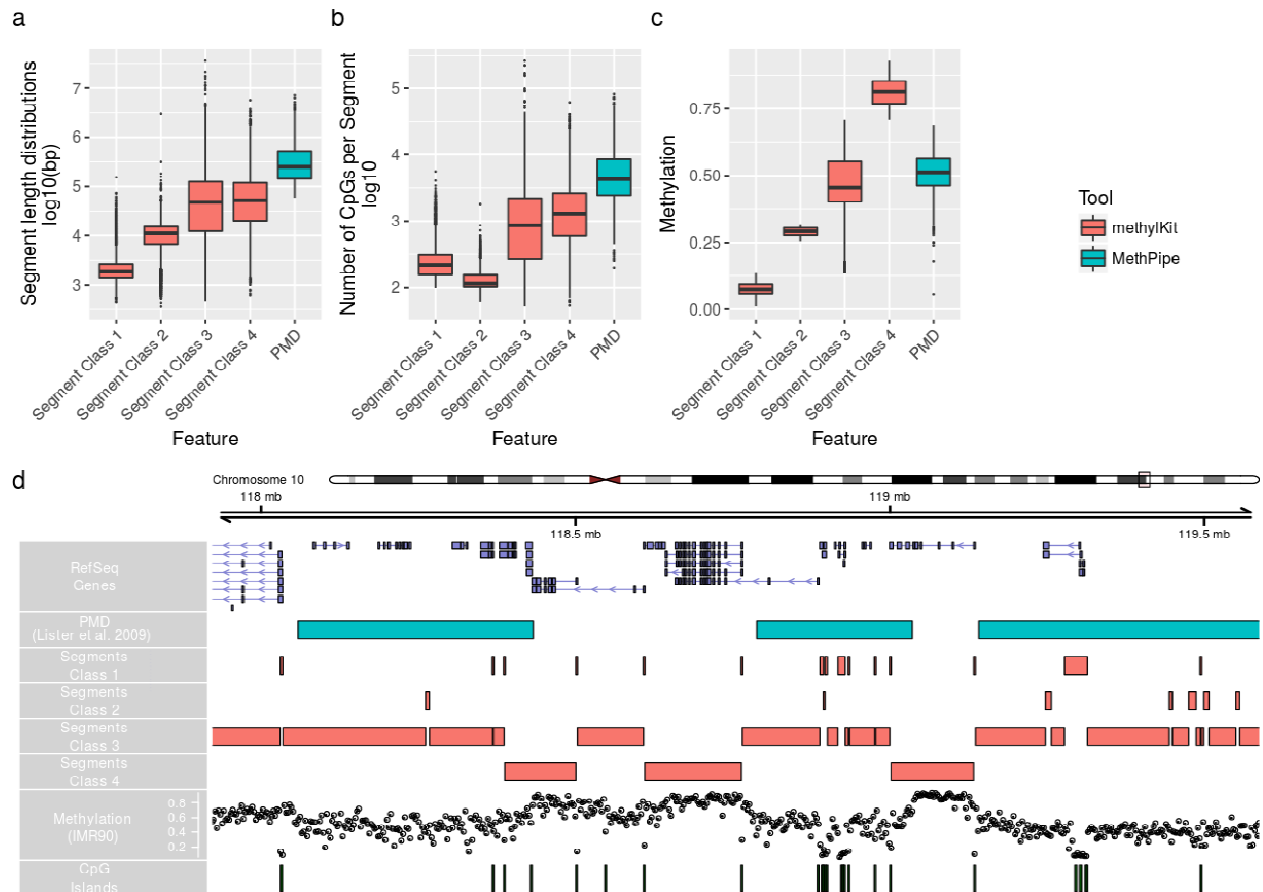 a
b
c
Segment length distributions
log10(bp)
7
6
5
4
3
Segment Class 1
Segment Class 2
Segment Class 3
Segment Class 4
PMD
Feature
Number of CpGs per Segment
log10
5
4
3
2
Segment Class 1
Segment Class 2
Segment Class 3
Segment Class 4
PMD
Feature
Methylation
0.75
0.50
0.25
0.00
Segment Class 1
Segment Class 2
Segment Class 3
Segment Class 4
PMD
Feature
Tool
methylKit
MethPipe
d
Chromosome 10
118 mb
119 mb
118.5 mb
119.5 mb
RefSeq
Genes
PMD
(Lister et al. 2009)
Segments
Class 1
Segments
Class 2
Segments
Class 3
Segments
Class 4
Methylation
(IMR90)
0.8
0.6
0.4
0.2
CpG
Islands